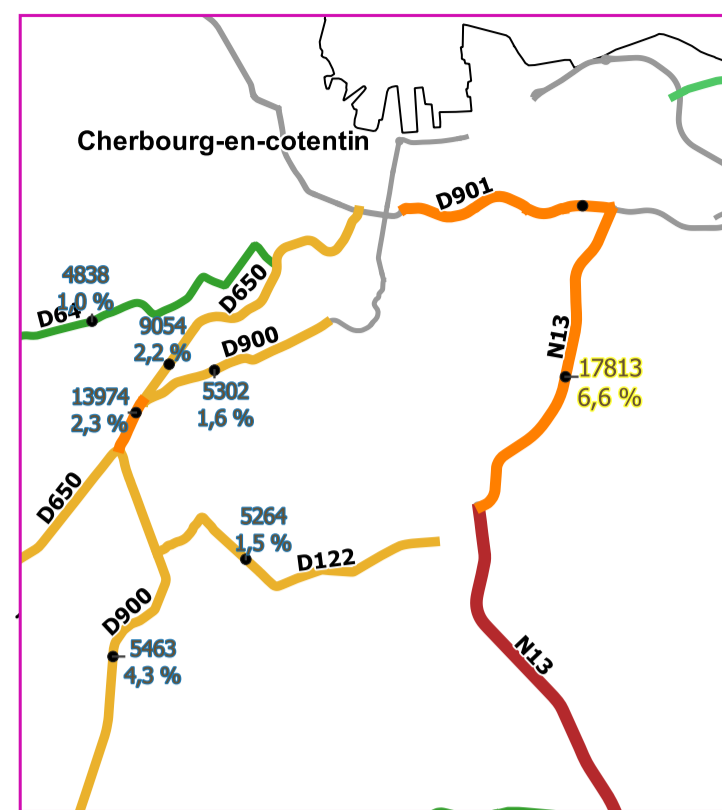 Cherbourg-en-cotentin
D901
4838
1,0 %
D64
D650
9054
2,2 %
D900
N13
17813
6,6 %
13974
2,3 %
5302
1,6 %
D650
5264
1,5 %
D122
D900
5463
4,3 %
N13